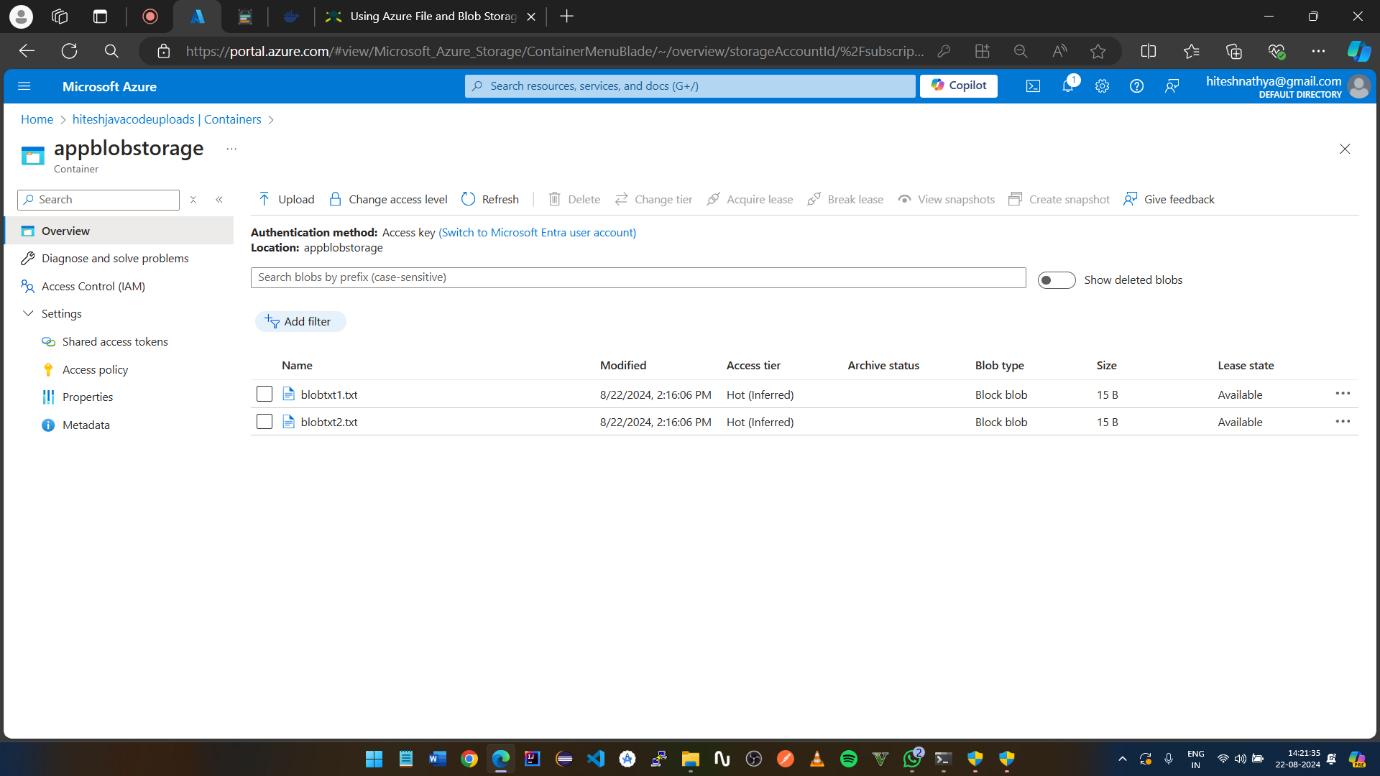 Using Azure File and Blob Storag
https://portal.azure.com/#view/Microsoft_Azure_Storage/ContainerMenuBlade/~/overview/storageAccountId/%2Fsubscrip...
Microsoft Azure
Search resources, services, and docs (G+/)
Copilot
1
hiteshnathya@gmail.com
DEFAULT DIRECTORY
Home > hiteshjavacodeuploads | Containers >
appblobstorage ...
Container
Search
Upload Change access level Refresh Delete Change tier Acquire lease Break lease View snapshots Create snapshot Give feedback
Overview
Diagnose and solve problems
Access Control (IAM)
Settings
Shared access tokens
Access policy
Properties
Metadata
Authentication method: Access key (Switch to Microsoft Entra user account)
Location: appblobstorage
Search blobs by prefix (case-sensitive)
Show deleted blobs
Add filter
Name Modified Access tier Archive status Blob type Size Lease state
blobtxt1.txt 8/22/2024, 2:16:06 PM Hot (Inferred) Block blob 15 B Available
blobtxt2.txt 8/22/2024, 2:16:06 PM Hot (Inferred) Block blob 15 B Available
2
ENG
IN
14:21:35
22-08-2024